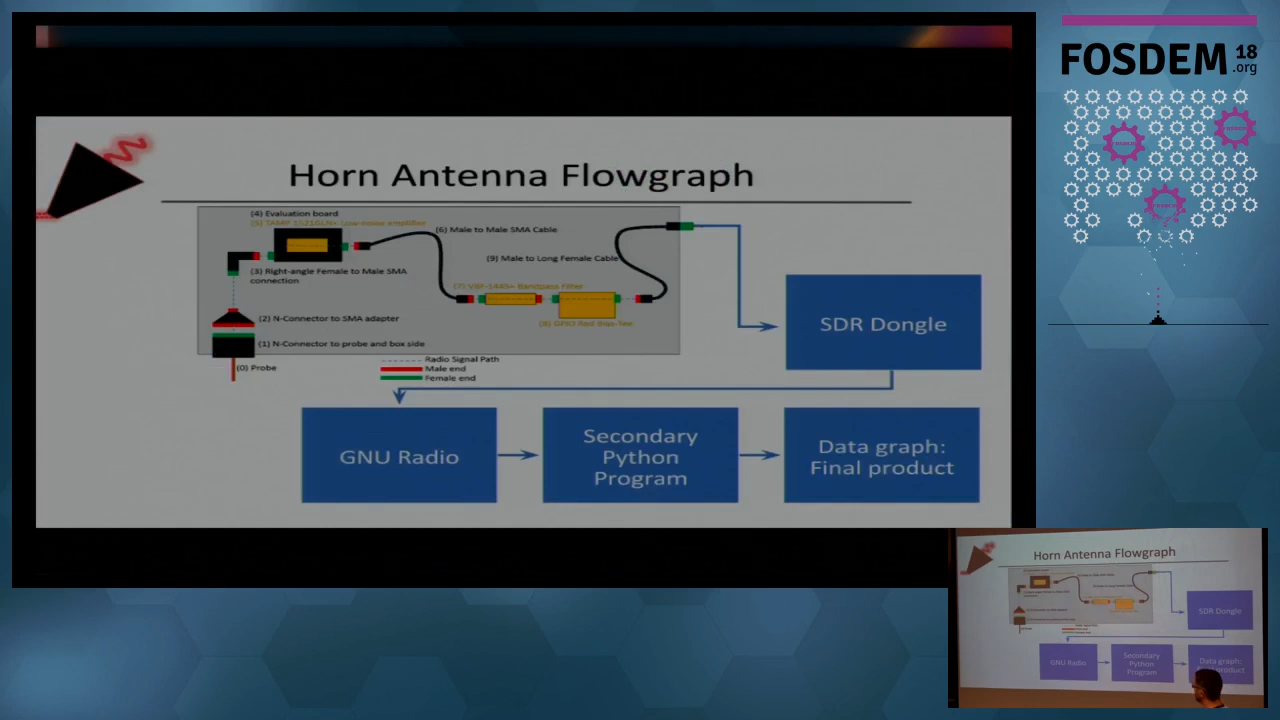 FOSDEM 18
.org
Horn Antenna Flowgraph
(4) Evaluation board
(5) TAMP-1521GLN+ Low-noise amplifier
(6) Male to Male SMA Cable
(9) Male to Long Female Cable
(3) Right-angle Female to Male SMA
connection
(7) VBF-1445+ Bandpass Filter
(8) GPIO Red Bias-Tee
(2) N-Connector to SMA adapter
(1) N-Connector to probe and box side
(0) Probe
Radio Signal Path
Male end
Female end
SDR Dongle
GNU Radio
Secondary
Python
Program
Data graph:
Final product
Horn Antenna Flowgraph
SDR Dongle
GNU Radio
Secondary
Python
Program
Data graph:
product